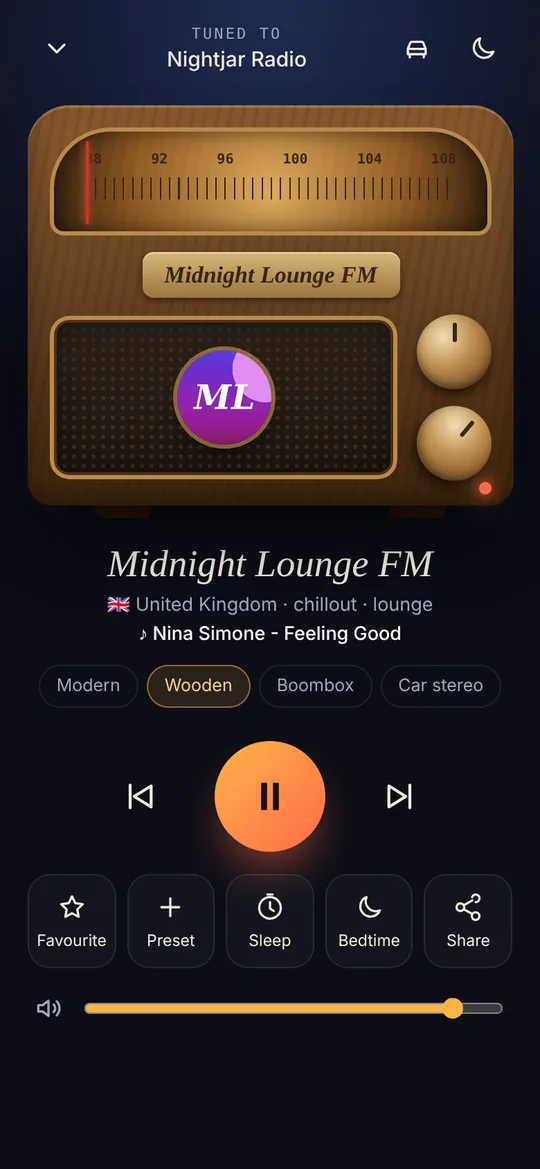 TUNED TO
Nightjar Radio
88 92 96 100 104 108
Midnight Lounge FM
ML
Midnight Lounge FM
🇬🇧 United Kingdom · chillout · lounge
♪ Nina Simone - Feeling Good
Modern Wooden Boombox Car stereo
Favourite Preset Sleep Bedtime Share